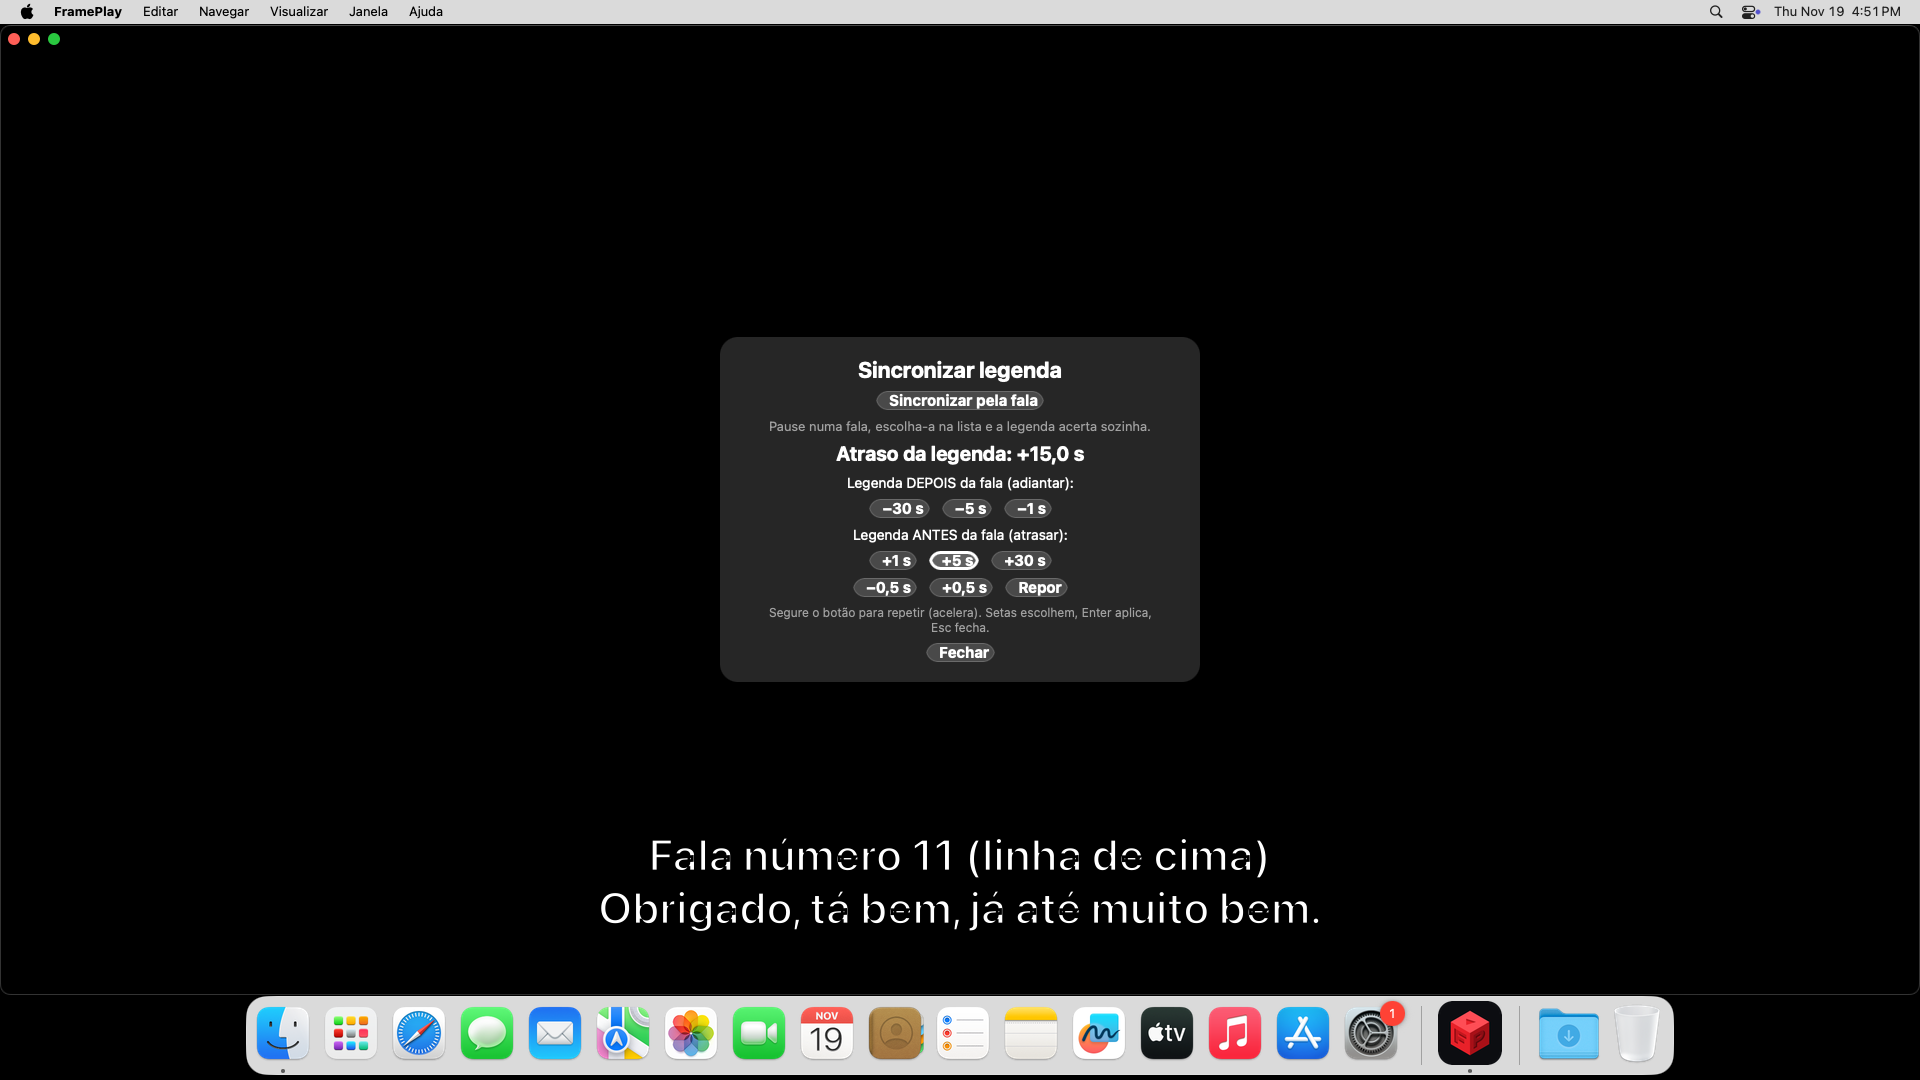 FramePlay Editar Navegar Visualizar Janela Ajuda Thu Nov 19 4:51 PM
Sincronizar legenda
Sincronizar pela fala
Pause numa fala, escolha-a na lista e a legenda acerta sozinha.
Atraso da legenda: +15,0 s
Legenda DEPOIS da fala (adiantar):
−30 s −5 s −1 s
Legenda ANTES da fala (atrasar):
+1 s +5 s +30 s
−0,5 s +0,5 s Repor
Segure o botão para repetir (acelera). Setas escolhem, Enter aplica,
Esc fecha.
Fechar
Fala número 11 (linha de cima)
Obrigado, tá bem, já até muito bem.
NOV
19
tv
1